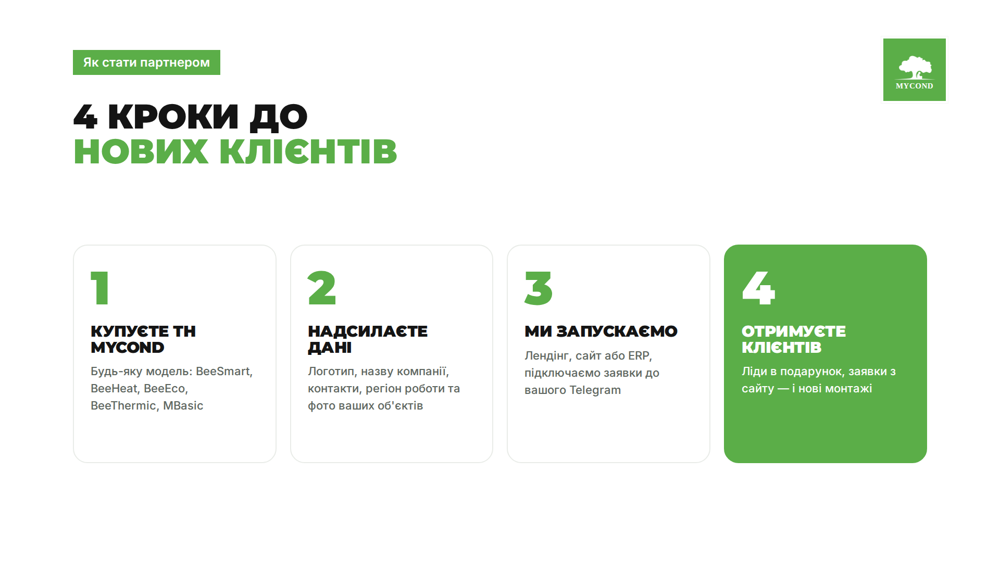 Як стати партнером
MYCOND
4 КРОКИ ДО
НОВИХ КЛІЄНТІВ
1
КУПУЄТЕ ТН
MYCOND
Будь-яку модель: BeeSmart,
BeeHeat, BeeEco,
BeeThermic, MBasic
2
НАДСИЛАЄТЕ
ДАНІ
Логотип, назву компанії,
контакти, регіон роботи та
фото ваших об'єктів
3
МИ ЗАПУСКАЄМО
Лендінг, сайт або ERP,
підключаємо заявки до
вашого Telegram
4
ОТРИМУЄТЕ
КЛІЄНТІВ
Ліди в подарунок, заявки з
сайту — і нові монтажі